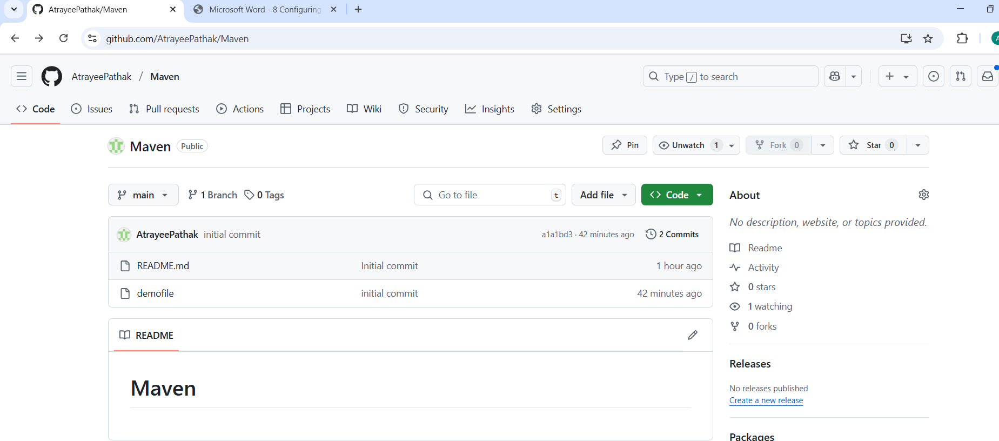 AtrayeePathak/Maven
Microsoft Word - 8 Configuring
github.com/AtrayeePathak/Maven
A
AtrayeePathak / Maven
Type / to search
Code Issues Pull requests Actions Projects Wiki Security Insights Settings
Maven Public
Pin Unwatch 1 Fork 0 Star 0
main 1 Branch 0 Tags Go to file t Add file Code
AtrayeePathak initial commit a1a1bd3 · 42 minutes ago 2 Commits
README.md Initial commit 1 hour ago
demofile initial commit 42 minutes ago
README
Maven
About
No description, website, or topics provided.
Readme
Activity
0 stars
1 watching
0 forks
Releases
No releases published
Create a new release
Packages